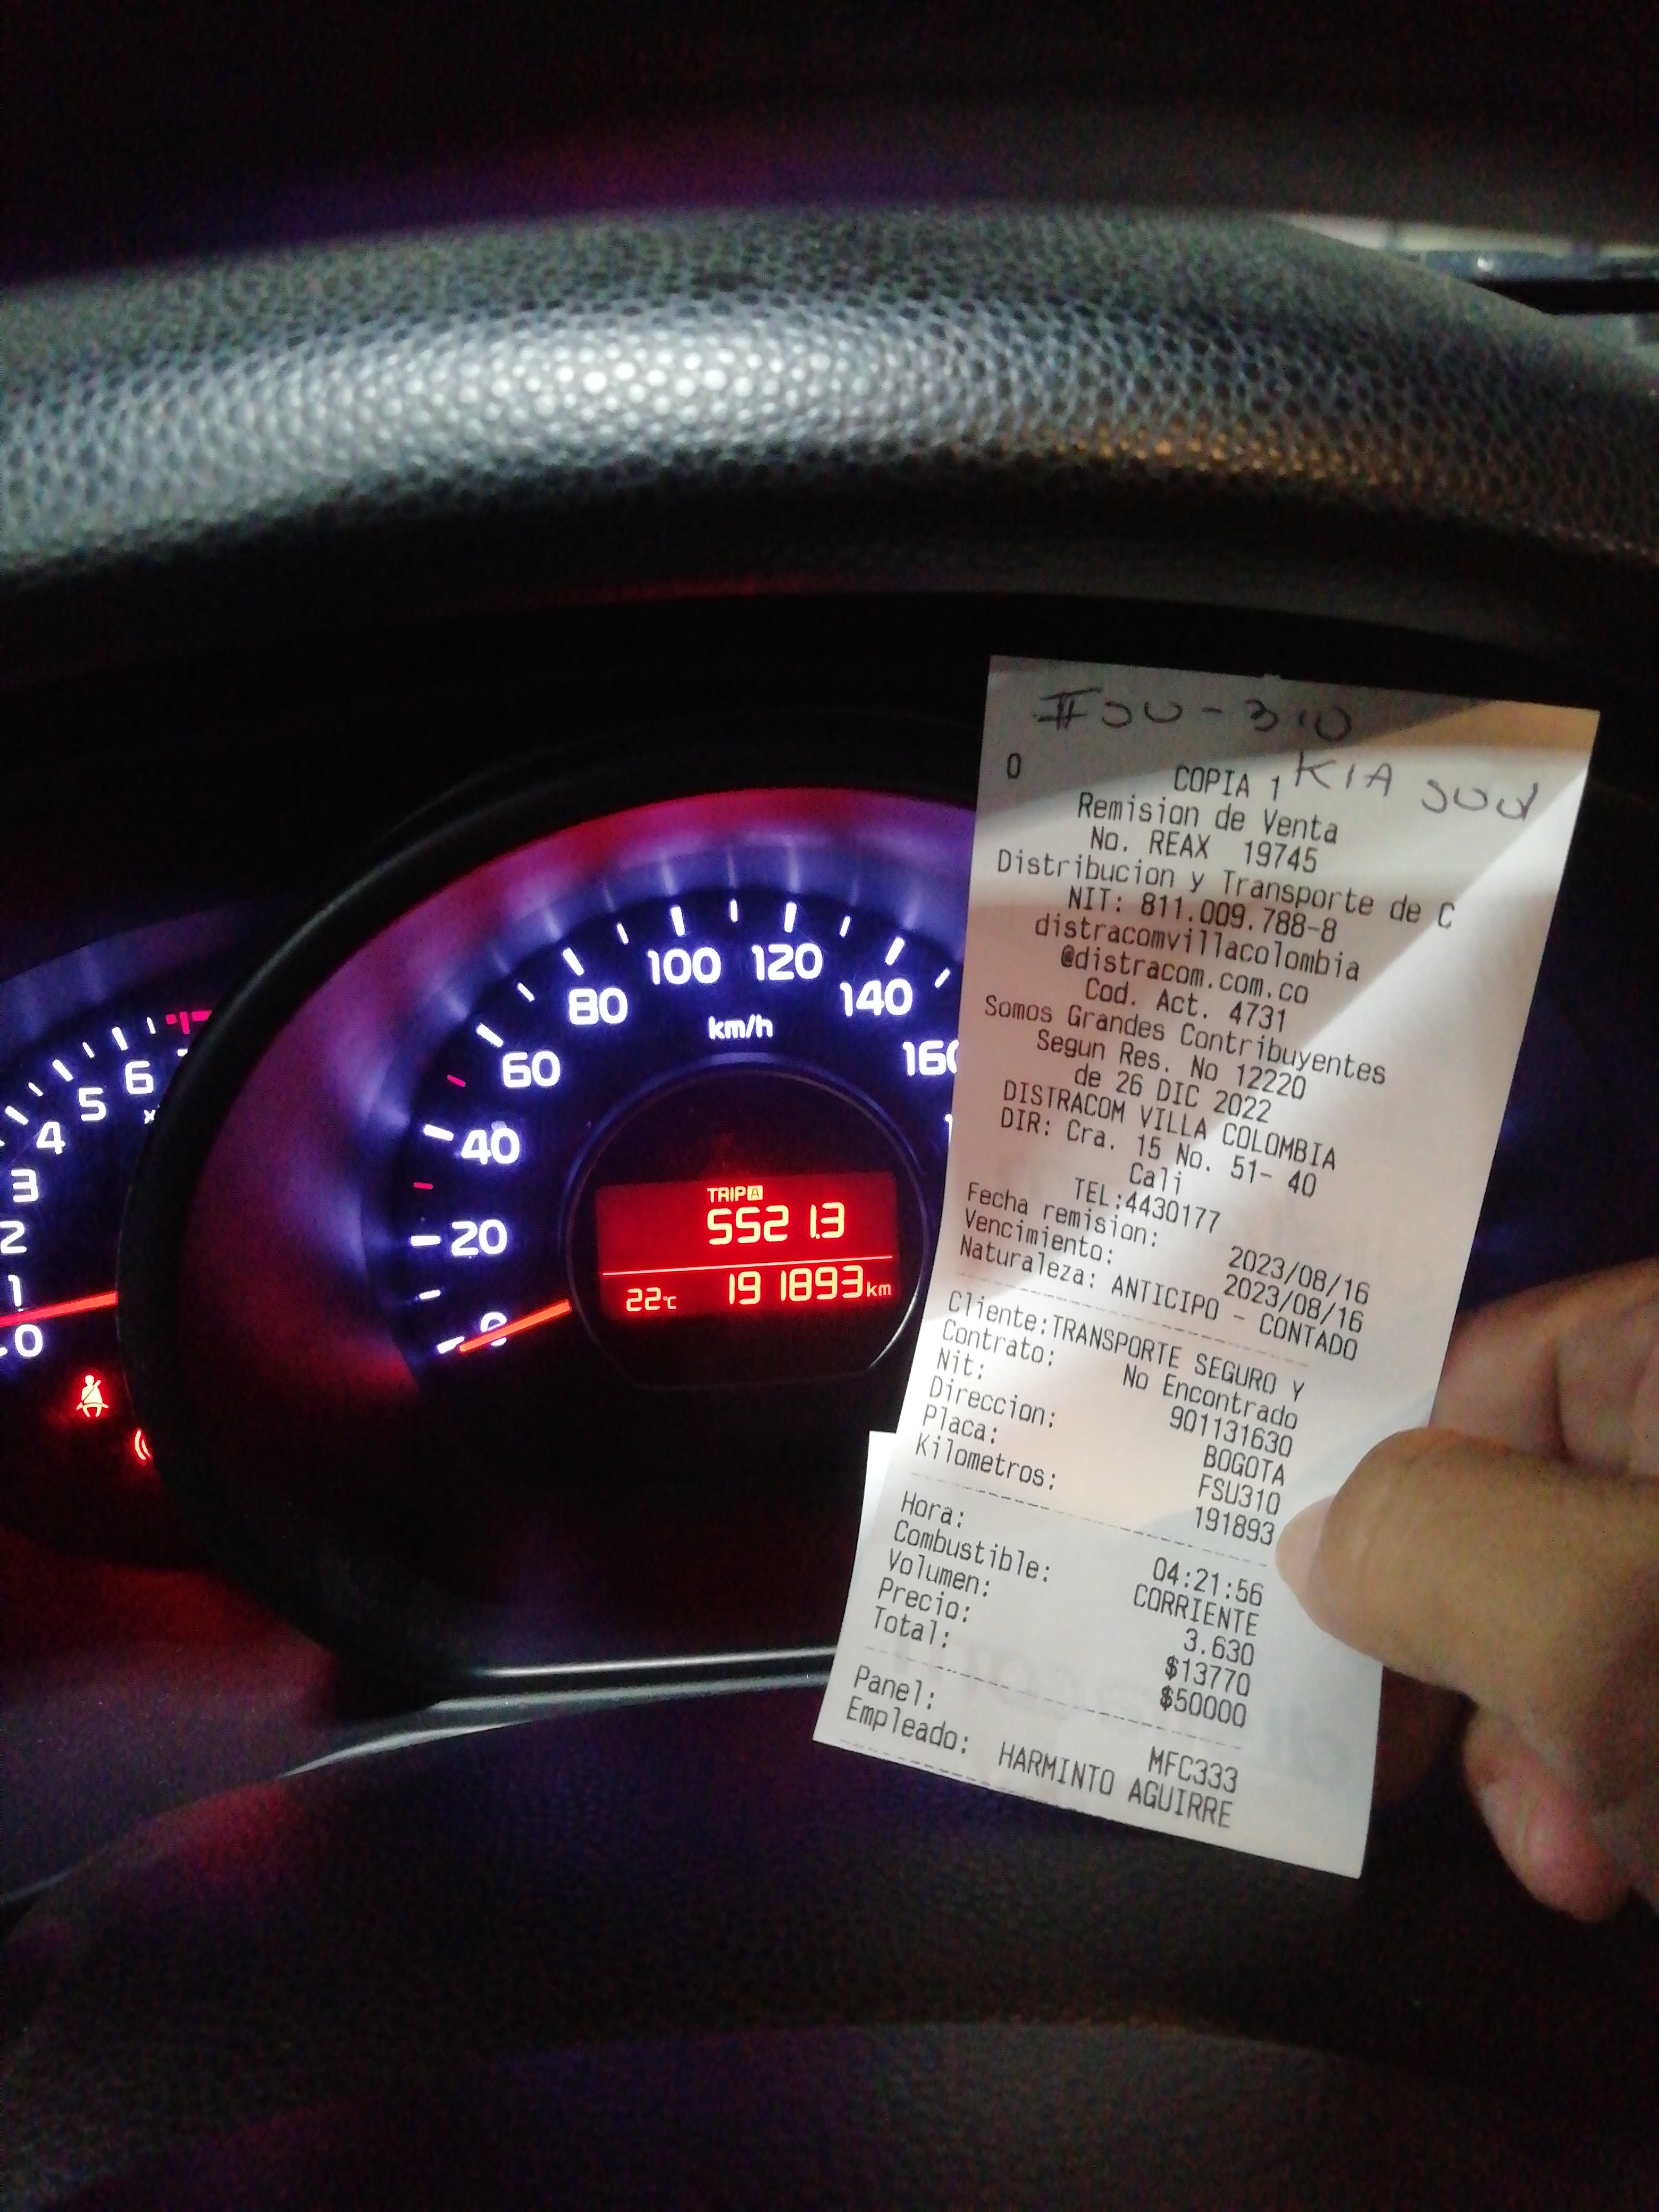 FSU-310
KIA SUV
0
COPIA 1
Remision de Venta
No. REAX 19745
Distribucion y Transporte de C
NIT: 811.009.788-8
distracomvillacolombia
@distracom.com.co
Cod. Act. 4731
Somos Grandes Contribuyentes
Segun Res. No 12220
de 26 DIC 2022
DISTRACOM VILLA COLOMBIA
DIR: Cra. 15 No. 51- 40
Cali
TEL:4430177
Fecha remision: 2023/08/16
Vencimiento: 2023/08/16
Naturaleza: ANTICIPO - CONTADO
Cliente:TRANSPORTE SEGURO Y
Contrato: No Encontrado
Nit: 901131630
Direccion: BOGOTA
Placa: FSU310
Kilometros: 191893
Hora: 04:21:56
Combustible: CORRIENTE
Volumen: 3.630
Precio: $13770
Total: $50000
Panel: MFC333
Empleado: HARMINTO AGUIRRE
0
1
2
3
4
5
6
0
20
40
60
80
100
120
140
160
km/h
TRIP A
5521.3
22°C 191893 km